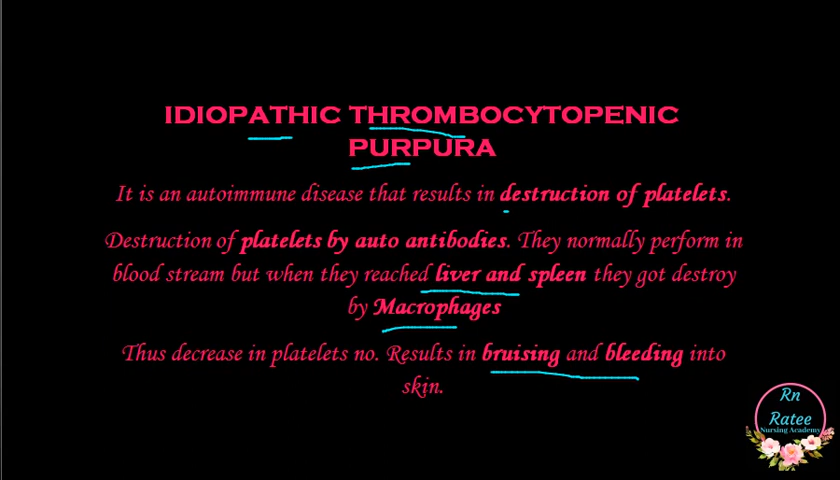 IDIOPATHIC THROMBOCYTOPENIC
PURPURA
It is an autoimmune disease that results in destruction of platelets.
Destruction of platelets by auto antibodies. They normally perform in
blood stream but when they reached liver and spleen they got destroy
by Macrophages
Thus decrease in platelets no. Results in bruising and bleeding into
skin.
Rn
Ratee
Nursing Academy